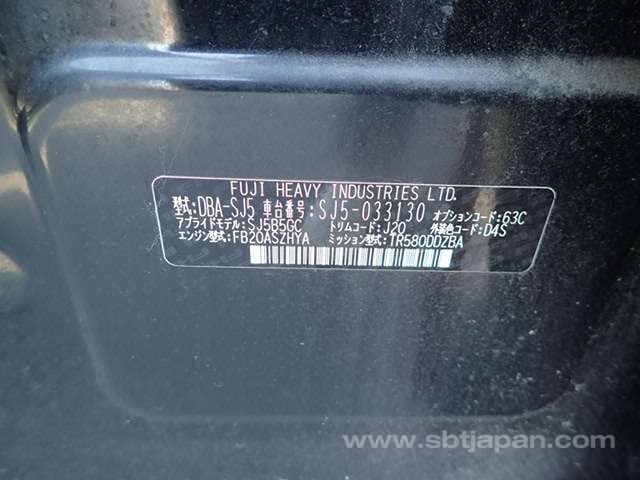 FUJI HEAVY INDUSTRIES LTD.
型式:DBA-SJ5 車台番号:SJ5-033130 オプションコード:63C
アプライドモデル:SJ5B5GC トリムコード:J20 外装色コード:D4S
エンジン型式:FB20ASZHYA ミッション型式:TR580DDZBA
www.sbtjapan.com/